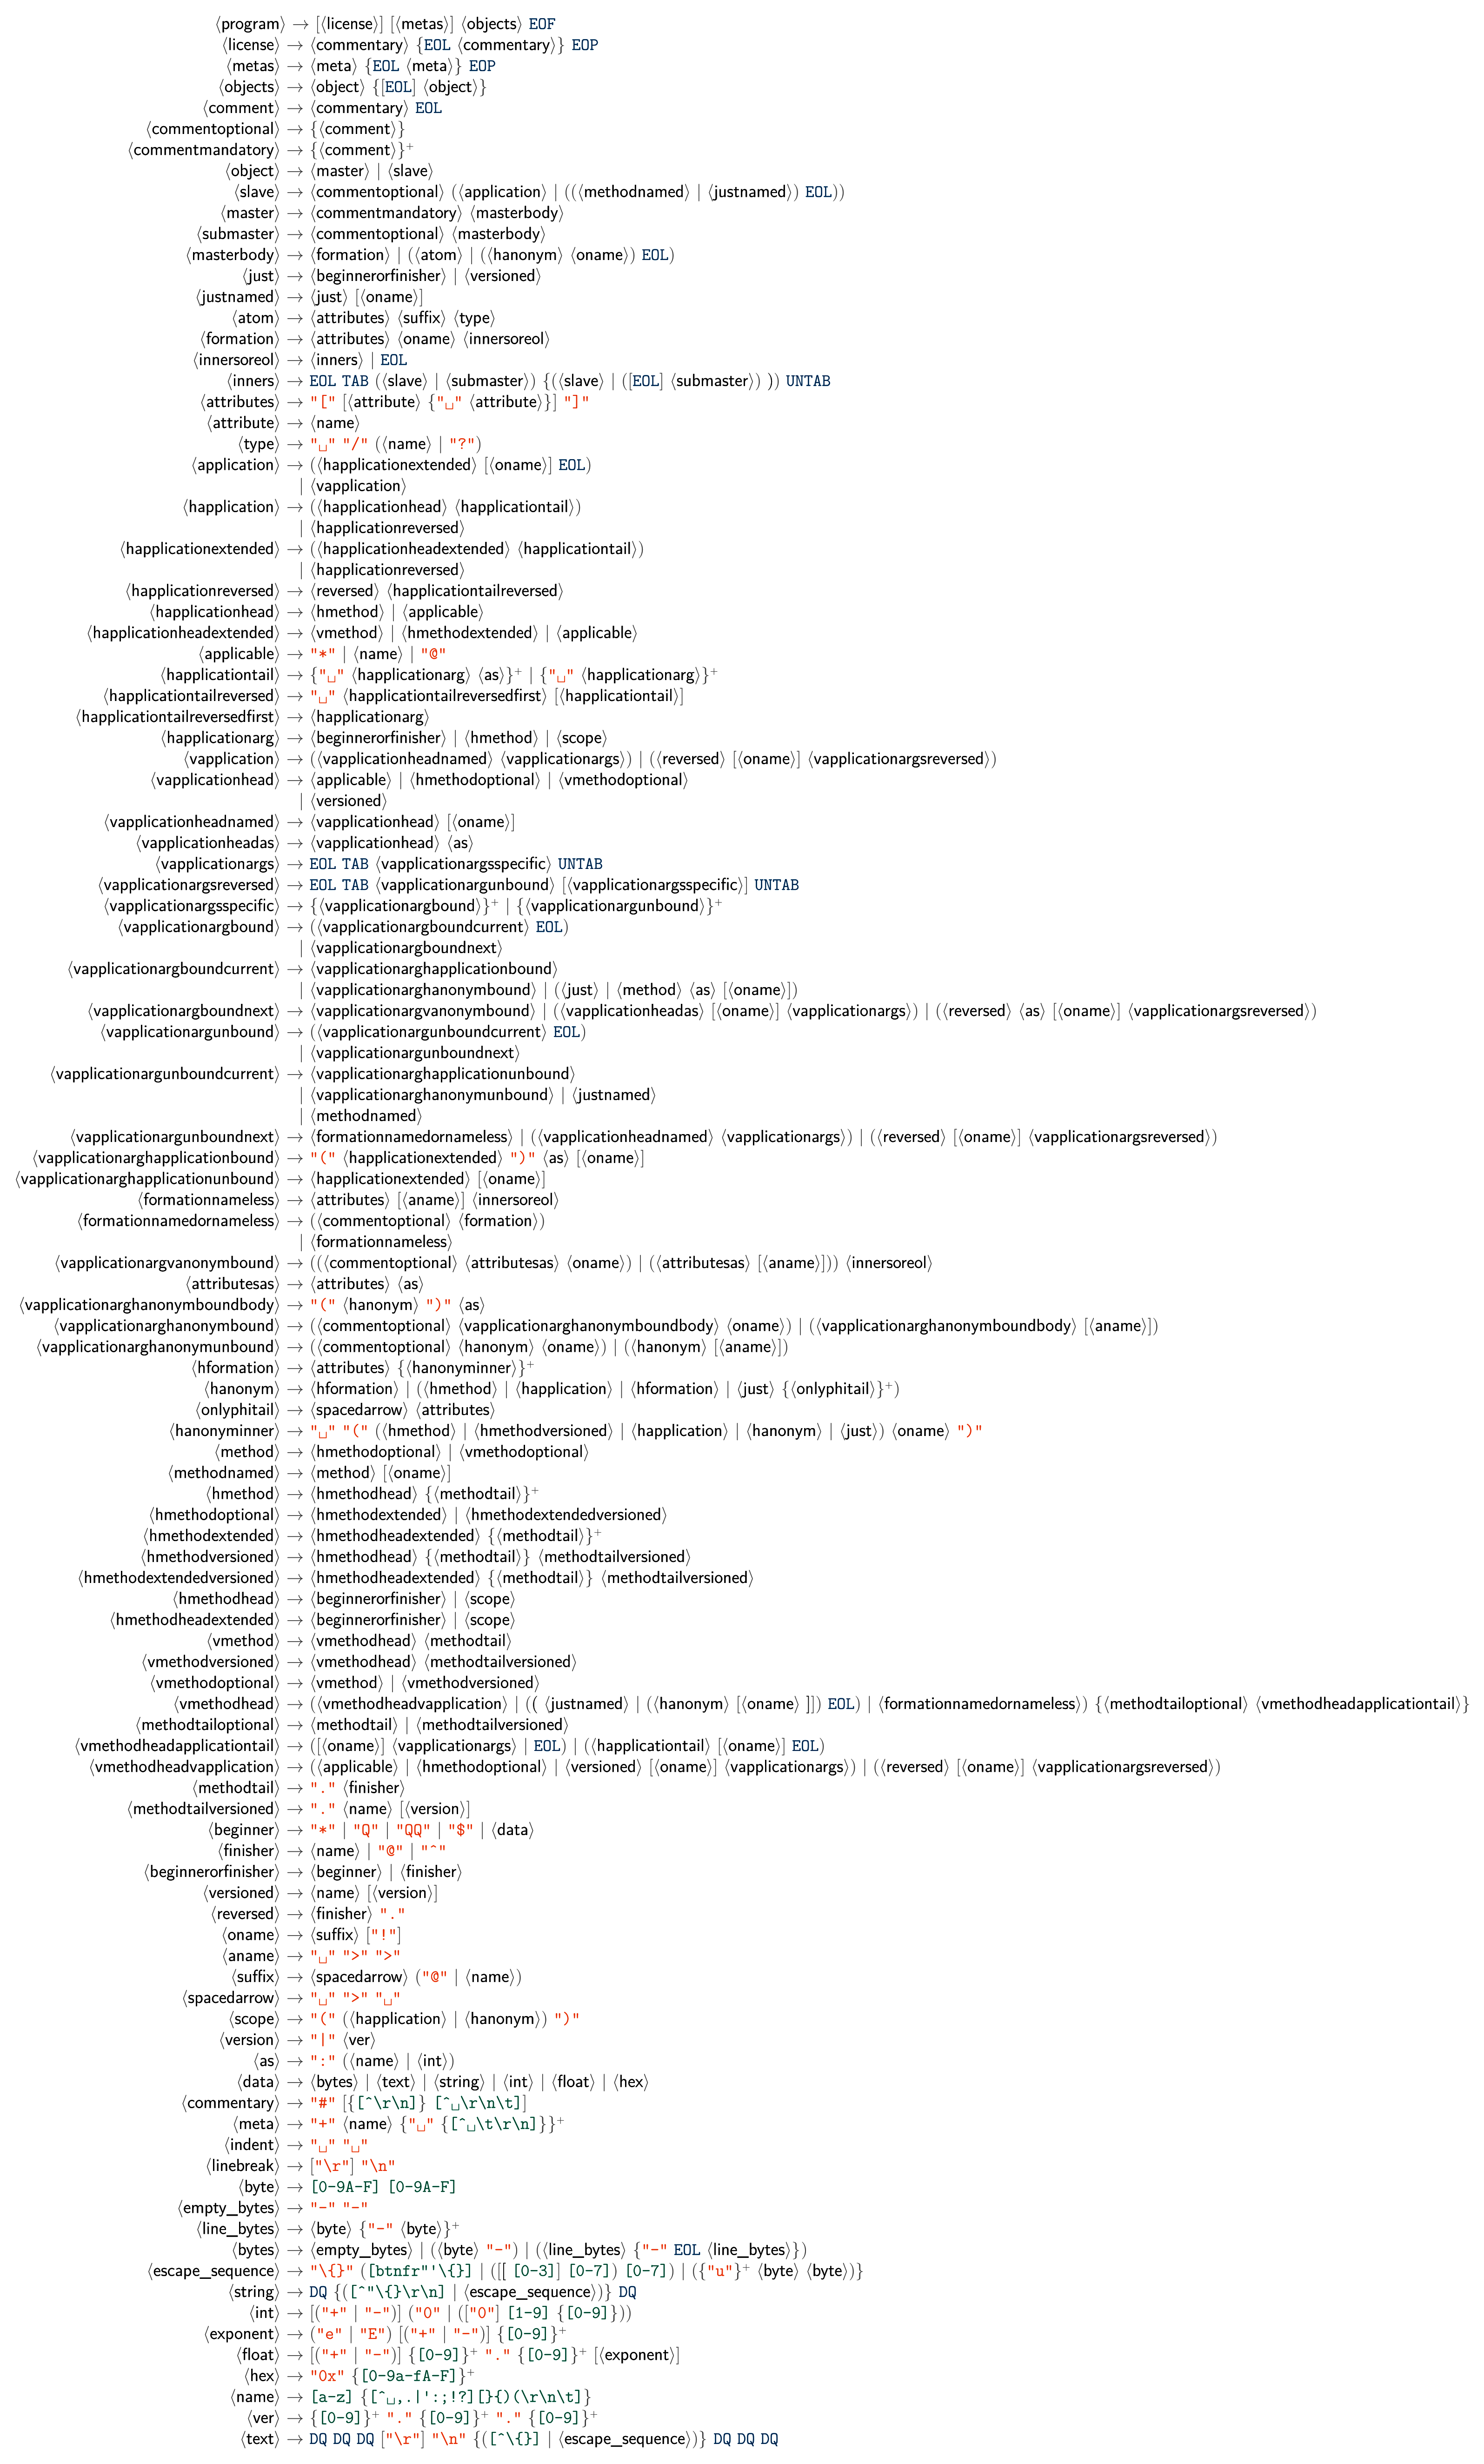 ⟨program⟩ → [⟨license⟩] [⟨metas⟩] ⟨objects⟩ EOF
⟨license⟩ → ⟨commentary⟩ {EOL ⟨commentary⟩} EOP
⟨metas⟩ → ⟨meta⟩ {EOL ⟨meta⟩} EOP
⟨objects⟩ → ⟨object⟩ {[EOL] ⟨object⟩}
⟨comment⟩ → ⟨commentary⟩ EOL
⟨commentoptional⟩ → {⟨comment⟩}
⟨commentmandatory⟩ → {⟨comment⟩}⁺
⟨object⟩ → ⟨master⟩ | ⟨slave⟩
⟨slave⟩ → ⟨commentoptional⟩ (⟨application⟩ | ((⟨methodnamed⟩ | ⟨justnamed⟩) EOL))
⟨master⟩ → ⟨commentmandatory⟩ ⟨masterbody⟩
⟨submaster⟩ → ⟨commentoptional⟩ ⟨masterbody⟩
⟨masterbody⟩ → ⟨formation⟩ | (⟨atom⟩ | (⟨hanonym⟩ ⟨oname⟩) EOL)
⟨just⟩ → ⟨beginnerorfinisher⟩ | ⟨versioned⟩
⟨justnamed⟩ → ⟨just⟩ [⟨oname⟩]
⟨atom⟩ → ⟨attributes⟩ ⟨suffix⟩ ⟨type⟩
⟨formation⟩ → ⟨attributes⟩ ⟨oname⟩ ⟨innersoreol⟩
⟨innersoreol⟩ → ⟨inners⟩ | EOL
⟨inners⟩ → EOL TAB (⟨slave⟩ | ⟨submaster⟩) {(⟨slave⟩ | ([EOL] ⟨submaster⟩) )} UNTAB
⟨attributes⟩ → "[" [⟨attribute⟩ {"␣" ⟨attribute⟩}] "]"
⟨attribute⟩ → ⟨name⟩
⟨type⟩ → "␣" "/" (⟨name⟩ | "?")
⟨application⟩ → (⟨happlicationextended⟩ [⟨oname⟩] EOL)
| ⟨vapplication⟩
⟨happlication⟩ → (⟨happlicationhead⟩ ⟨happlicationtail⟩)
| ⟨happlicationreversed⟩
⟨happlicationextended⟩ → (⟨happlicationheadextended⟩ ⟨happlicationtail⟩)
| ⟨happlicationreversed⟩
⟨happlicationreversed⟩ → ⟨reversed⟩ ⟨happlicationtailreversed⟩
⟨happlicationhead⟩ → ⟨hmethod⟩ | ⟨applicable⟩
⟨happlicationheadextended⟩ → ⟨vmethod⟩ | ⟨hmethodextended⟩ | ⟨applicable⟩
⟨applicable⟩ → "*" | ⟨name⟩ | "@"
⟨happlicationtail⟩ → {"␣" ⟨happlicationarg⟩ ⟨as⟩}⁺ | {"␣" ⟨happlicationarg⟩}⁺
⟨happlicationtailreversed⟩ → "␣" ⟨happlicationtailreversedfirst⟩ [⟨happlicationtail⟩]
⟨happlicationtailreversedfirst⟩ → ⟨happlicationarg⟩
⟨happlicationarg⟩ → ⟨beginnerorfinisher⟩ | ⟨hmethod⟩ | ⟨scope⟩
⟨vapplication⟩ → (⟨vapplicationheadnamed⟩ ⟨vapplicationargs⟩) | (⟨reversed⟩ [⟨oname⟩] ⟨vapplicationargsreversed⟩)
⟨vapplicationhead⟩ → ⟨applicable⟩ | ⟨hmethodoptional⟩ | ⟨vmethodoptional⟩
| ⟨versioned⟩
⟨vapplicationheadnamed⟩ → ⟨vapplicationhead⟩ [⟨oname⟩]
⟨vapplicationheadas⟩ → ⟨vapplicationhead⟩ ⟨as⟩
⟨vapplicationargs⟩ → EOL TAB ⟨vapplicationargsspecific⟩ UNTAB
⟨vapplicationargsreversed⟩ → EOL TAB ⟨vapplicationargunbound⟩ [⟨vapplicationargsspecific⟩] UNTAB
⟨vapplicationargsspecific⟩ → {⟨vapplicationargbound⟩}⁺ | {⟨vapplicationargunbound⟩}⁺
⟨vapplicationargbound⟩ → (⟨vapplicationargboundcurrent⟩ EOL)
| ⟨vapplicationargboundnext⟩
⟨vapplicationargboundcurrent⟩ → ⟨vapplicationarghapplicationbound⟩
| ⟨vapplicationarghanonymbound⟩ | (⟨just⟩ | ⟨method⟩ ⟨as⟩ [⟨oname⟩])
⟨vapplicationargboundnext⟩ → ⟨vapplicationargvanonymbound⟩ | (⟨vapplicationheadas⟩ [⟨oname⟩] ⟨vapplicationargs⟩) | (⟨reversed⟩ ⟨as⟩ [⟨oname⟩] ⟨vapplicationargsreversed⟩)
⟨vapplicationargunbound⟩ → (⟨vapplicationargunboundcurrent⟩ EOL)
| ⟨vapplicationargunboundnext⟩
⟨vapplicationargunboundcurrent⟩ → ⟨vapplicationarghapplicationunbound⟩
| ⟨vapplicationarghanonymunbound⟩ | ⟨justnamed⟩
| ⟨methodnamed⟩
⟨vapplicationargunboundnext⟩ → ⟨formationnamedornameless⟩ | (⟨vapplicationheadnamed⟩ ⟨vapplicationargs⟩) | (⟨reversed⟩ [⟨oname⟩] ⟨vapplicationargsreversed⟩)
⟨vapplicationarghapplicationbound⟩ → "(" ⟨happlicationextended⟩ ")" ⟨as⟩ [⟨oname⟩]
⟨vapplicationarghapplicationunbound⟩ → ⟨happlicationextended⟩ [⟨oname⟩]
⟨formationnameless⟩ → ⟨attributes⟩ [⟨aname⟩] ⟨innersoreol⟩
⟨formationnamedornameless⟩ → (⟨commentoptional⟩ ⟨formation⟩)
| ⟨formationnameless⟩
⟨vapplicationargvanonymbound⟩ → ((⟨commentoptional⟩ ⟨attributesas⟩ ⟨oname⟩) | (⟨attributesas⟩ [⟨aname⟩])) ⟨innersoreol⟩
⟨attributesas⟩ → ⟨attributes⟩ ⟨as⟩
⟨vapplicationarghanonymboundbody⟩ → "(" ⟨hanonym⟩ ")" ⟨as⟩
⟨vapplicationarghanonymbound⟩ → (⟨commentoptional⟩ ⟨vapplicationarghanonymboundbody⟩ ⟨oname⟩) | (⟨vapplicationarghanonymboundbody⟩ [⟨aname⟩])
⟨vapplicationarghanonymunbound⟩ → (⟨commentoptional⟩ ⟨hanonym⟩ ⟨oname⟩) | (⟨hanonym⟩ [⟨aname⟩])
⟨hformation⟩ → ⟨attributes⟩ {⟨hanonyminner⟩}⁺
⟨hanonym⟩ → ⟨hformation⟩ | (⟨hmethod⟩ | ⟨happlication⟩ | ⟨hformation⟩ | ⟨just⟩ {⟨onlyphitail⟩}⁺)
⟨onlyphitail⟩ → ⟨spacedarrow⟩ ⟨attributes⟩
⟨hanonyminner⟩ → "␣" "(" (⟨hmethod⟩ | ⟨hmethodversioned⟩ | ⟨happlication⟩ | ⟨hanonym⟩ | ⟨just⟩) ⟨oname⟩ ")"
⟨method⟩ → ⟨hmethodoptional⟩ | ⟨vmethodoptional⟩
⟨methodnamed⟩ → ⟨method⟩ [⟨oname⟩]
⟨hmethod⟩ → ⟨hmethodhead⟩ {⟨methodtail⟩}⁺
⟨hmethodoptional⟩ → ⟨hmethodextended⟩ | ⟨hmethodextendedversioned⟩
⟨hmethodextended⟩ → ⟨hmethodheadextended⟩ {⟨methodtail⟩}⁺
⟨hmethodversioned⟩ → ⟨hmethodhead⟩ {⟨methodtail⟩} ⟨methodtailversioned⟩
⟨hmethodextendedversioned⟩ → ⟨hmethodheadextended⟩ {⟨methodtail⟩} ⟨methodtailversioned⟩
⟨hmethodhead⟩ → ⟨beginnerorfinisher⟩ | ⟨scope⟩
⟨hmethodheadextended⟩ → ⟨beginnerorfinisher⟩ | ⟨scope⟩
⟨vmethod⟩ → ⟨vmethodhead⟩ ⟨methodtail⟩
⟨vmethodversioned⟩ → ⟨vmethodhead⟩ ⟨methodtailversioned⟩
⟨vmethodoptional⟩ → ⟨vmethod⟩ | ⟨vmethodversioned⟩
⟨vmethodhead⟩ → (⟨vmethodheadvapplication⟩ | (( ⟨justnamed⟩ | (⟨hanonym⟩ [⟨oname⟩ ]]) EOL) | ⟨formationnamedornameless⟩) {⟨methodtailoptional⟩ ⟨vmethodheadapplicationtail⟩}
⟨methodtailoptional⟩ → ⟨methodtail⟩ | ⟨methodtailversioned⟩
⟨vmethodheadapplicationtail⟩ → ([⟨oname⟩] ⟨vapplicationargs⟩ | EOL) | (⟨happlicationtail⟩ [⟨oname⟩] EOL)
⟨vmethodheadvapplication⟩ → (⟨applicable⟩ | ⟨hmethodoptional⟩ | ⟨versioned⟩ [⟨oname⟩] ⟨vapplicationargs⟩) | (⟨reversed⟩ [⟨oname⟩] ⟨vapplicationargsreversed⟩)
⟨methodtail⟩ → "." ⟨finisher⟩
⟨methodtailversioned⟩ → "." ⟨name⟩ [⟨version⟩]
⟨beginner⟩ → "*" | "Q" | "QQ" | "$" | ⟨data⟩
⟨finisher⟩ → ⟨name⟩ | "@" | "^"
⟨beginnerorfinisher⟩ → ⟨beginner⟩ | ⟨finisher⟩
⟨versioned⟩ → ⟨name⟩ [⟨version⟩]
⟨reversed⟩ → ⟨finisher⟩ "."
⟨oname⟩ → ⟨suffix⟩ ["!"]
⟨aname⟩ → "␣" ">" ">"
⟨suffix⟩ → ⟨spacedarrow⟩ ("@" | ⟨name⟩)
⟨spacedarrow⟩ → "␣" ">" "␣"
⟨scope⟩ → "(" (⟨happlication⟩ | ⟨hanonym⟩) ")"
⟨version⟩ → "|" ⟨ver⟩
⟨as⟩ → ":" (⟨name⟩ | ⟨int⟩)
⟨data⟩ → ⟨bytes⟩ | ⟨text⟩ | ⟨string⟩ | ⟨int⟩ | ⟨float⟩ | ⟨hex⟩
⟨commentary⟩ → "#" [{[^\r\n]} [^␣\r\n\t]]
⟨meta⟩ → "+" ⟨name⟩ {"␣" {[^␣\t\r\n]}}⁺
⟨indent⟩ → "␣" "␣"
⟨linebreak⟩ → ["\r"] "\n"
⟨byte⟩ → [0-9A-F] [0-9A-F]
⟨empty_bytes⟩ → "-" "-"
⟨line_bytes⟩ → ⟨byte⟩ {"-" ⟨byte⟩}⁺
⟨bytes⟩ → ⟨empty_bytes⟩ | (⟨byte⟩ "-") | (⟨line_bytes⟩ {"-" EOL ⟨line_bytes⟩})
⟨escape_sequence⟩ → "\{}" ([btnfr"'\{}] | ([[ [0-3]] [0-7]) [0-7]) | ({"u"}⁺ ⟨byte⟩ ⟨byte⟩)}
⟨string⟩ → DQ {([^"\{}\r\n] | ⟨escape_sequence⟩)} DQ
⟨int⟩ → [("+" | "-")] ("0" | (["0"] [1-9] {[0-9]}))
⟨exponent⟩ → ("e" | "E") [("+" | "-")] {[0-9]}⁺
⟨float⟩ → [("+" | "-")] {[0-9]}⁺ "." {[0-9]}⁺ [⟨exponent⟩]
⟨hex⟩ → "0x" {[0-9a-fA-F]}⁺
⟨name⟩ → [a-z] {[^␣,.|':;!?][}{)(\r\n\t]}
⟨ver⟩ → {[0-9]}⁺ "." {[0-9]}⁺ "." {[0-9]}⁺
⟨text⟩ → DQ DQ DQ ["\r"] "\n" {([^\{}] | ⟨escape_sequence⟩)} DQ DQ DQ